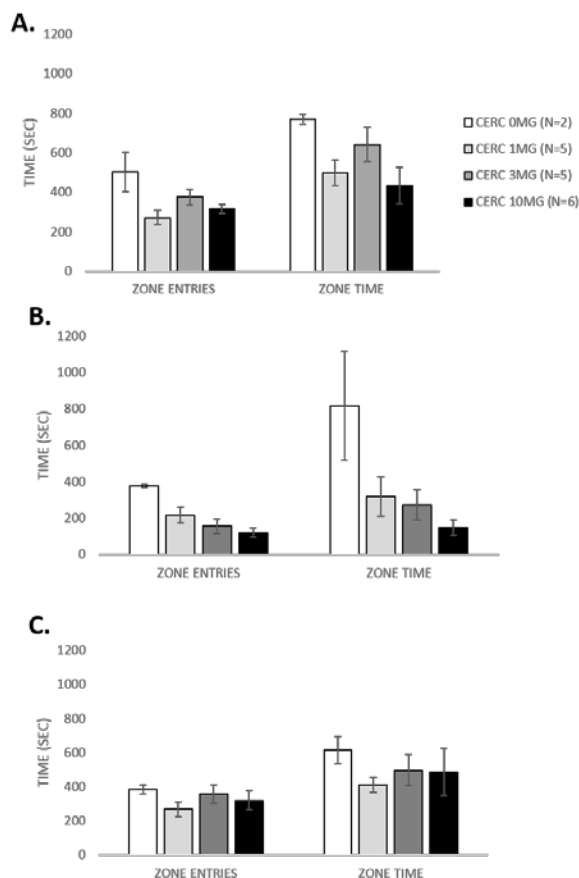 A.
1200
1000
800
600
400
200
0
TIME (SEC)
ZONE ENTRIES
ZONE TIME
CERC 0MG (N=2)
CERC 1MG (N=5)
CERC 3MG (N=5)
CERC 10MG (N=6)
B.
1200
1000
800
600
400
200
0
TIME (SEC)
ZONE ENTRIES
ZONE TIME
C.
1200
1000
800
600
400
200
0
TIME (SEC)
ZONE ENTRIES
ZONE TIME